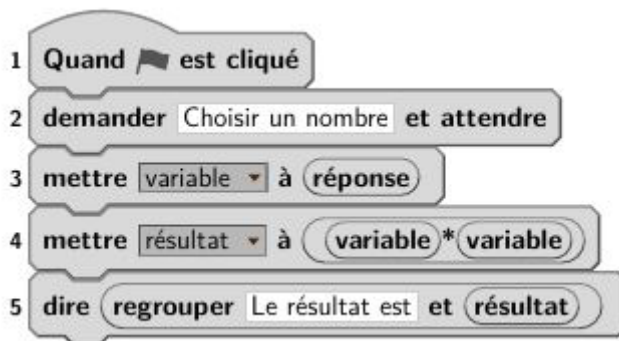 1 Quand est cliqué
2 demander Choisir un nombre et attendre
3 mettre variable à réponse
4 mettre résultat à variable * variable
5 dire regrouper Le résultat est et résultat